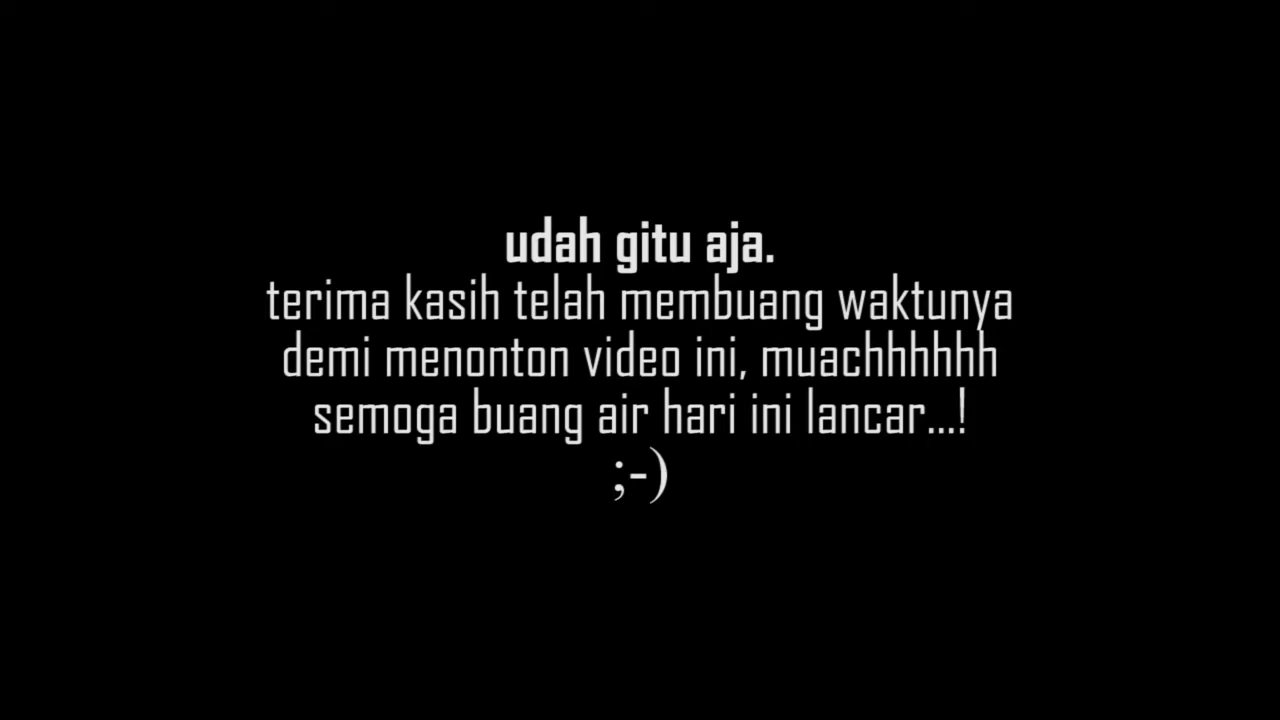 udah gitu aja.
terima kasih telah membuang waktunya
demi menonton video ini, muachhhhhh
semoga buang air hari ini lancar...!
;-)